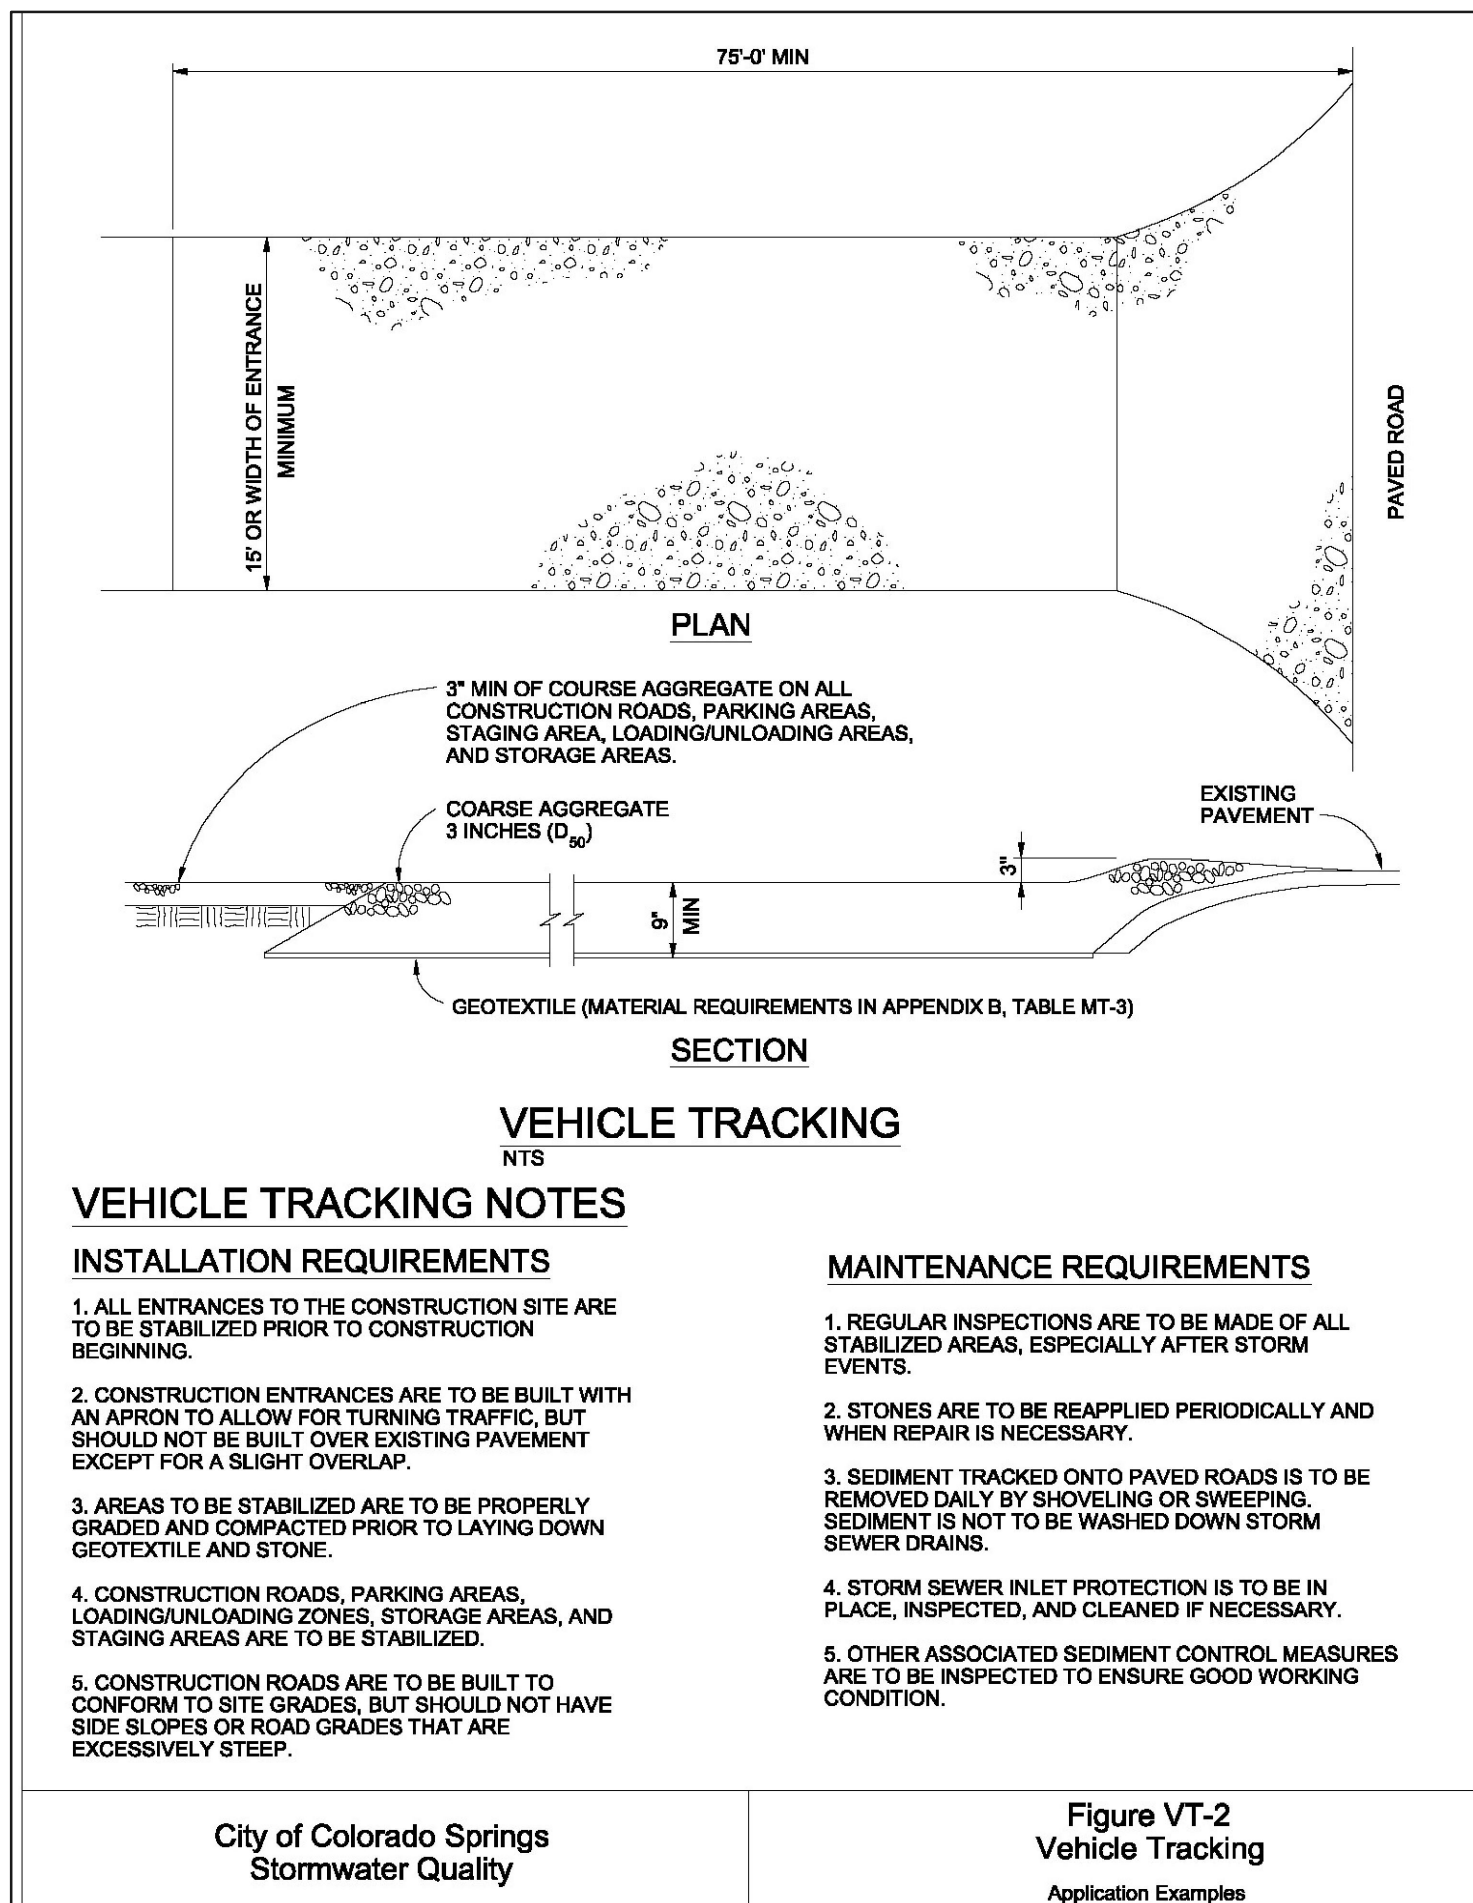 75'-0' MIN
15' OR WIDTH OF ENTRANCE
MINIMUM
PAVED ROAD
PLAN
3" MIN OF COURSE AGGREGATE ON ALL
CONSTRUCTION ROADS, PARKING AREAS,
STAGING AREA, LOADING/UNLOADING AREAS,
AND STORAGE AREAS.
COARSE AGGREGATE
3 INCHES (D50)
EXISTING
PAVEMENT
3"
9"
MIN
GEOTEXTILE (MATERIAL REQUIREMENTS IN APPENDIX B, TABLE MT-3)
SECTION
VEHICLE TRACKING
NTS
VEHICLE TRACKING NOTES
INSTALLATION REQUIREMENTS
1. ALL ENTRANCES TO THE CONSTRUCTION SITE ARE
TO BE STABILIZED PRIOR TO CONSTRUCTION
BEGINNING.
2. CONSTRUCTION ENTRANCES ARE TO BE BUILT WITH
AN APRON TO ALLOW FOR TURNING TRAFFIC, BUT
SHOULD NOT BE BUILT OVER EXISTING PAVEMENT
EXCEPT FOR A SLIGHT OVERLAP.
3. AREAS TO BE STABILIZED ARE TO BE PROPERLY
GRADED AND COMPACTED PRIOR TO LAYING DOWN
GEOTEXTILE AND STONE.
4. CONSTRUCTION ROADS, PARKING AREAS,
LOADING/UNLOADING ZONES, STORAGE AREAS, AND
STAGING AREAS ARE TO BE STABILIZED.
5. CONSTRUCTION ROADS ARE TO BE BUILT TO
CONFORM TO SITE GRADES, BUT SHOULD NOT HAVE
SIDE SLOPES OR ROAD GRADES THAT ARE
EXCESSIVELY STEEP.
MAINTENANCE REQUIREMENTS
1. REGULAR INSPECTIONS ARE TO BE MADE OF ALL
STABILIZED AREAS, ESPECIALLY AFTER STORM
EVENTS.
2. STONES ARE TO BE REAPPLIED PERIODICALLY AND
WHEN REPAIR IS NECESSARY.
3. SEDIMENT TRACKED ONTO PAVED ROADS IS TO BE
REMOVED DAILY BY SHOVELING OR SWEEPING.
SEDIMENT IS NOT TO BE WASHED DOWN STORM
SEWER DRAINS.
4. STORM SEWER INLET PROTECTION IS TO BE IN
PLACE, INSPECTED, AND CLEANED IF NECESSARY.
5. OTHER ASSOCIATED SEDIMENT CONTROL MEASURES
ARE TO BE INSPECTED TO ENSURE GOOD WORKING
CONDITION.
City of Colorado Springs
Stormwater Quality
Figure VT-2
Vehicle Tracking
Application Examples